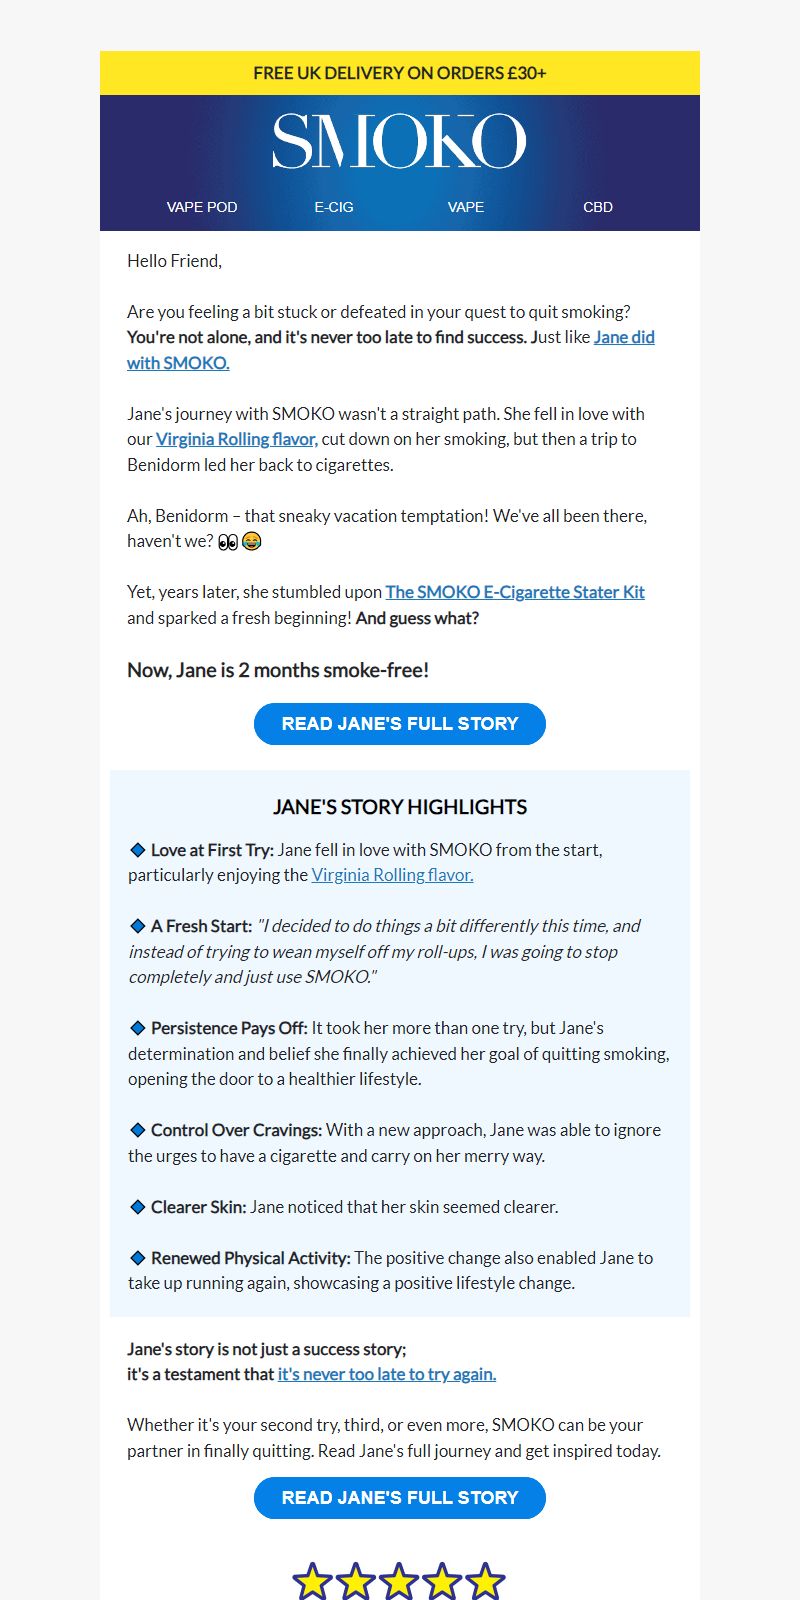 FREE UK DELIVERY ON ORDERS £30+
SMOKO
VAPE POD E-CIG VAPE CBD
Hello Friend,
Are you feeling a bit stuck or defeated in your quest to quit smoking?
You're not alone, and it's never too late to find success. Just like Jane did
with SMOKO.
Jane's journey with SMOKO wasn't a straight path. She fell in love with
our Virginia Rolling flavor, cut down on her smoking, but then a trip to
Benidorm led her back to cigarettes.
Ah, Benidorm – that sneaky vacation temptation! We've all been there,
haven't we? 👀😂
Yet, years later, she stumbled upon The SMOKO E-Cigarette Stater Kit
and sparked a fresh beginning! And guess what?
Now, Jane is 2 months smoke-free!
READ JANE'S FULL STORY
JANE'S STORY HIGHLIGHTS
🔹 Love at First Try: Jane fell in love with SMOKO from the start,
particularly enjoying the Virginia Rolling flavor.
🔹 A Fresh Start: "I decided to do things a bit differently this time, and
instead of trying to wean myself off my roll-ups, I was going to stop
completely and just use SMOKO."
🔹 Persistence Pays Off: It took her more than one try, but Jane's
determination and belief she finally achieved her goal of quitting smoking,
opening the door to a healthier lifestyle.
🔹 Control Over Cravings: With a new approach, Jane was able to ignore
the urges to have a cigarette and carry on her merry way.
🔹 Clearer Skin: Jane noticed that her skin seemed clearer.
🔹 Renewed Physical Activity: The positive change also enabled Jane to
take up running again, showcasing a positive lifestyle change.
Jane's story is not just a success story;
it's a testament that it's never too late to try again.
Whether it's your second try, third, or even more, SMOKO can be your
partner in finally quitting. Read Jane's full journey and get inspired today.
READ JANE'S FULL STORY